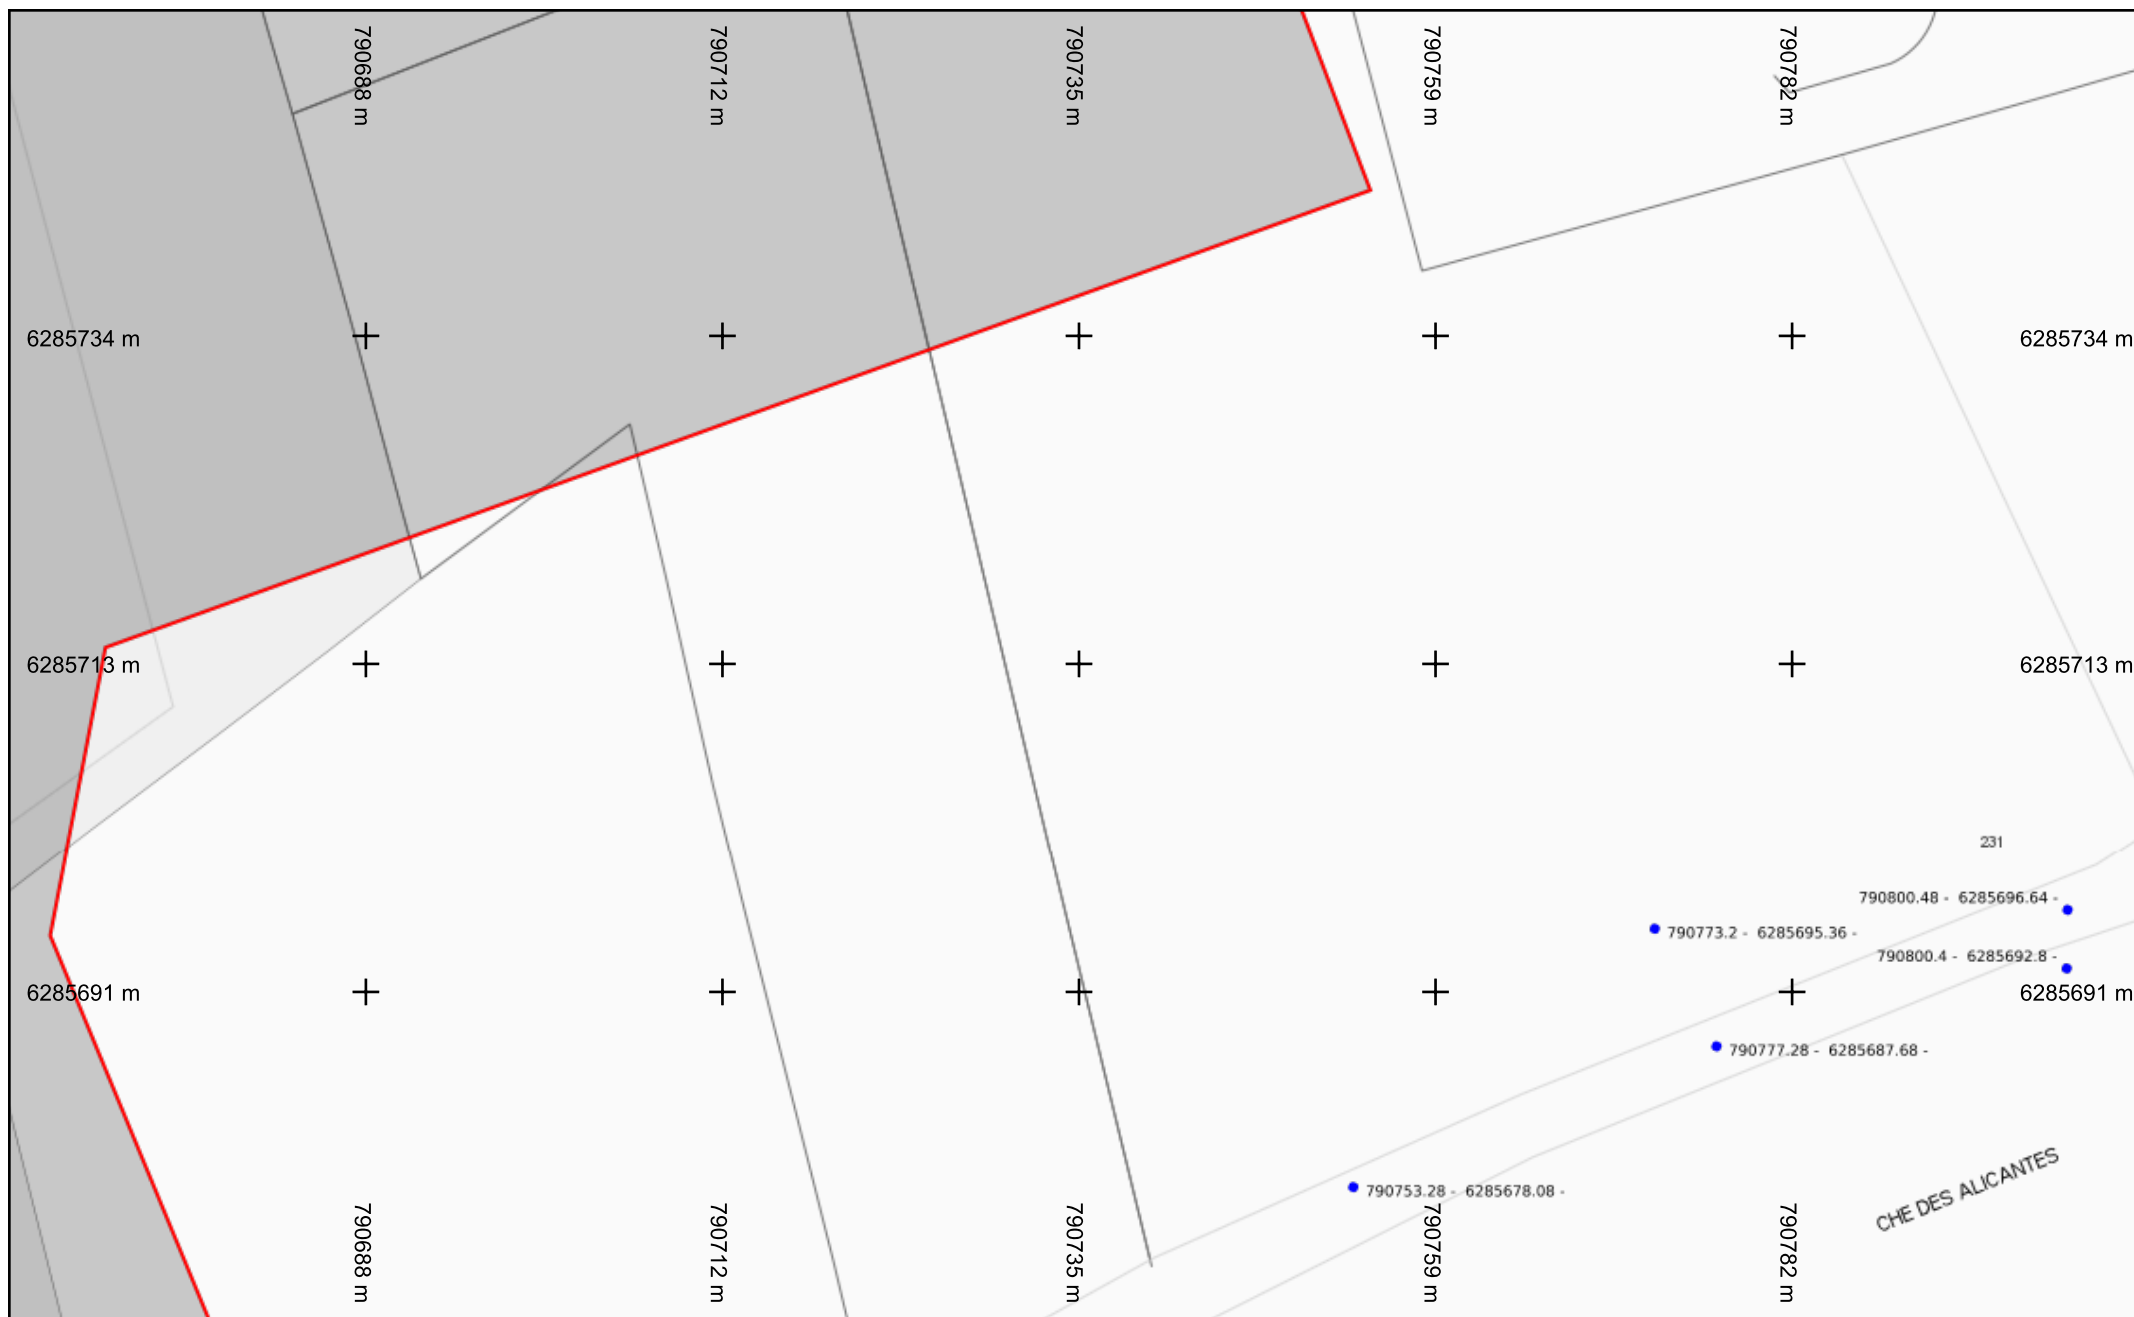 790688 m
790712 m
790735 m
790759 m
790782 m
6285734 m
6285734 m
6285713 m
6285713 m
231
790800.48 - 6285696.64 -
790773.2 - 6285695.36 -
790800.4 - 6285692.8 -
6285691 m
6285691 m
790777.28 - 6285687.68 -
CHE DES ALICANTES
790753.28 - 6285678.08 -
790688 m
790712 m
790735 m
790759 m
790782 m